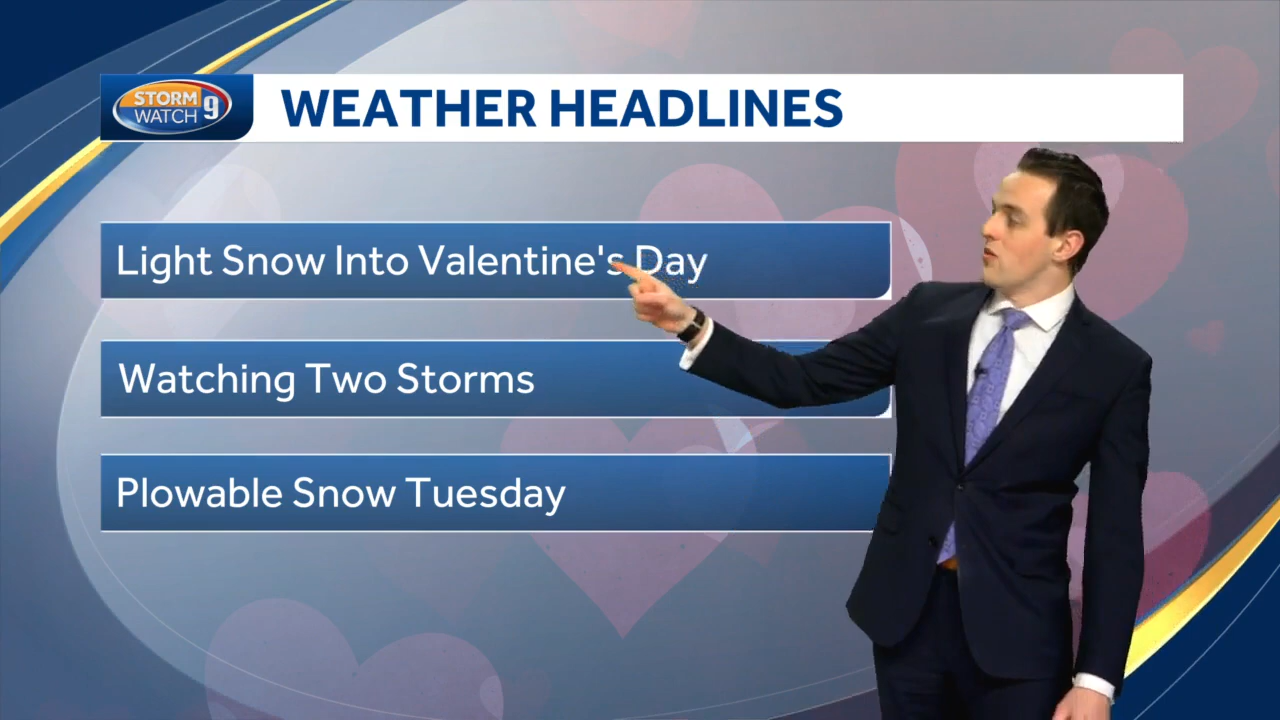 STORM
WATCH 9
WEATHER HEADLINES
Light Snow Into Valentine's Day
Watching Two Storms
Plowable Snow Tuesday